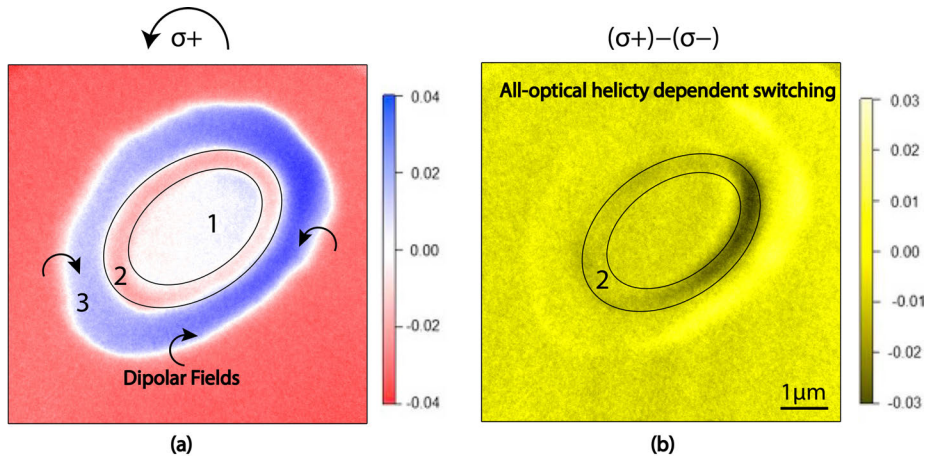 σ+
(σ+)−(σ−)
0.04
0.02
0.00
-0.02
-0.04
1
2
3
Dipolar Fields
(a)
All-optical helicty dependent switching
2
1μm
0.03
0.02
0.01
0.00
-0.01
-0.02
-0.03
(b)